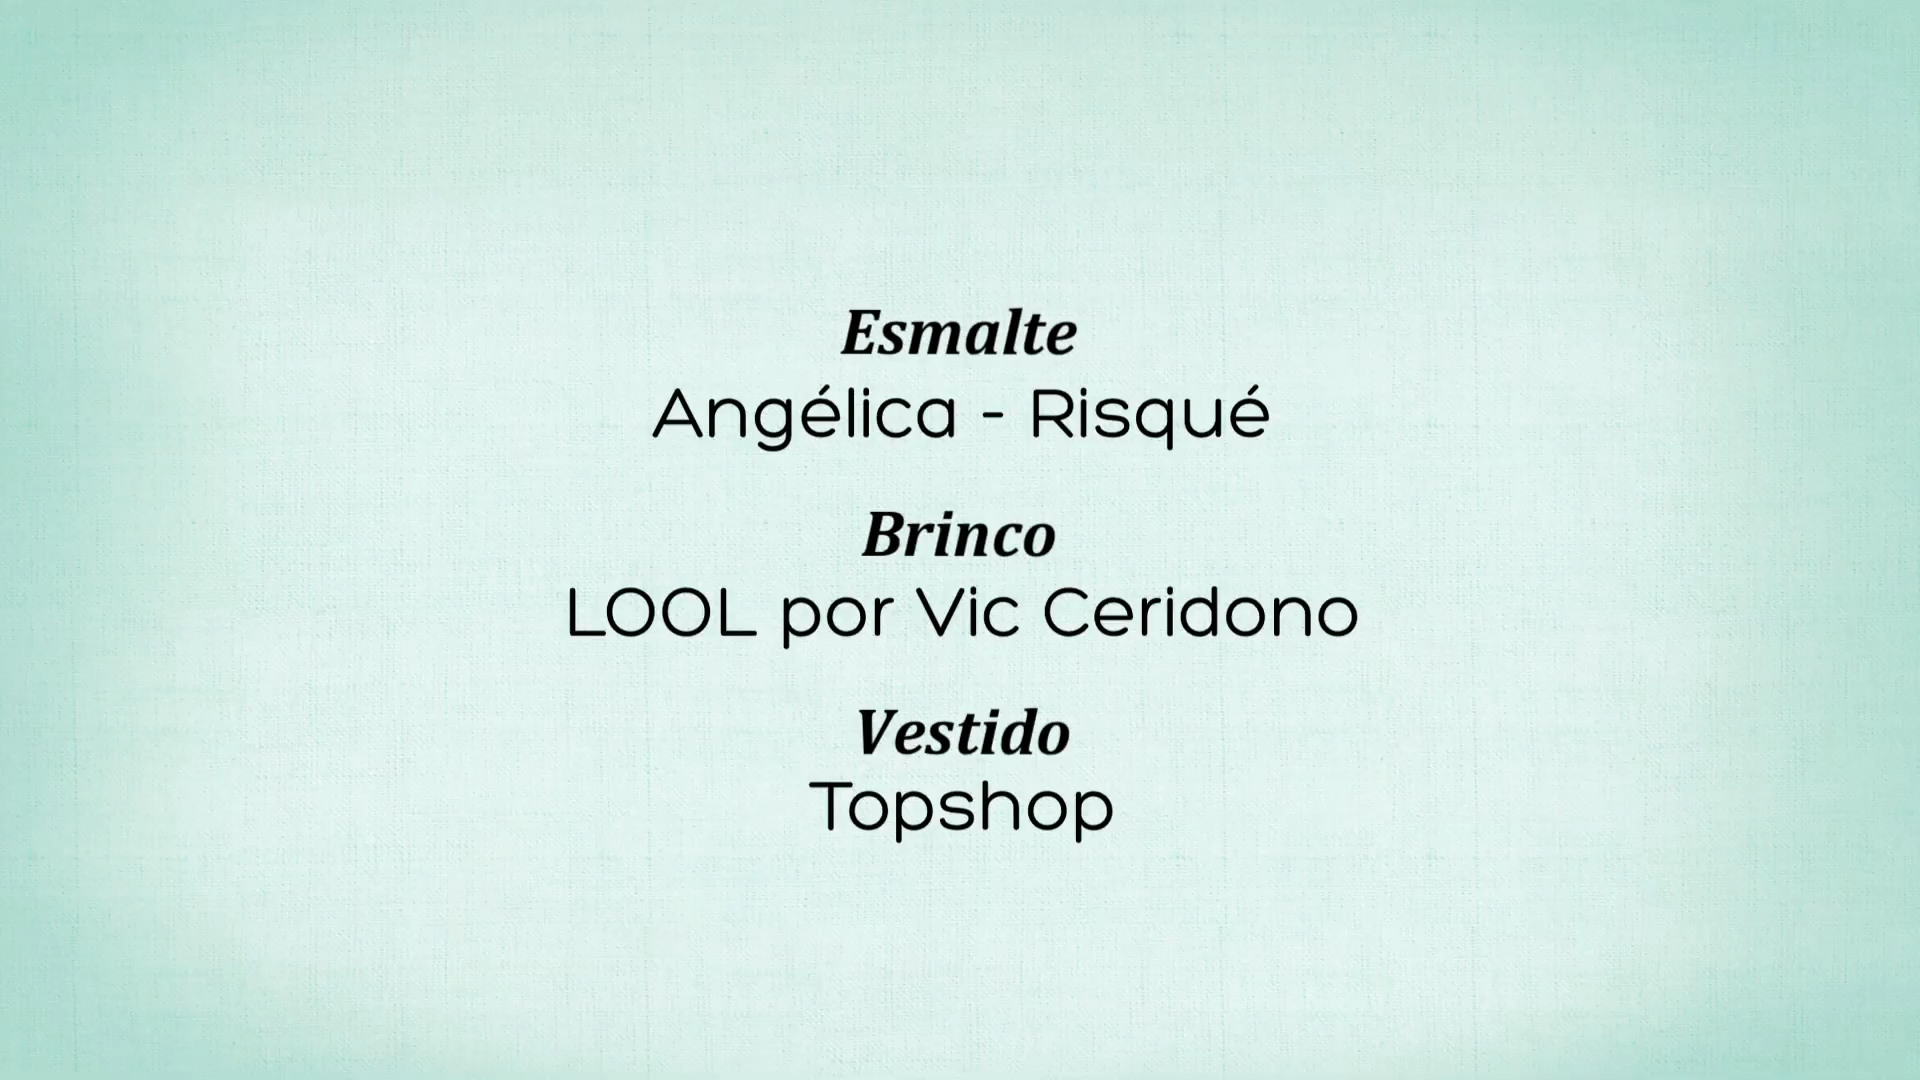 Esmalte
Angélica - Risqué
Brinco
LOOL por Vic Ceridono
Vestido
Topshop